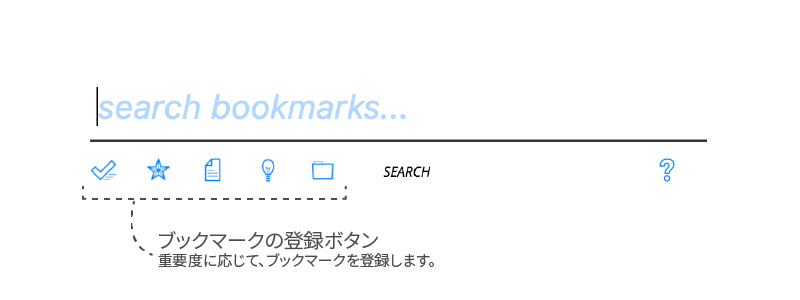 search bookmarks...
SEARCH
ブックマークの登録ボタン
重要度に応じて、ブックマークを登録します。